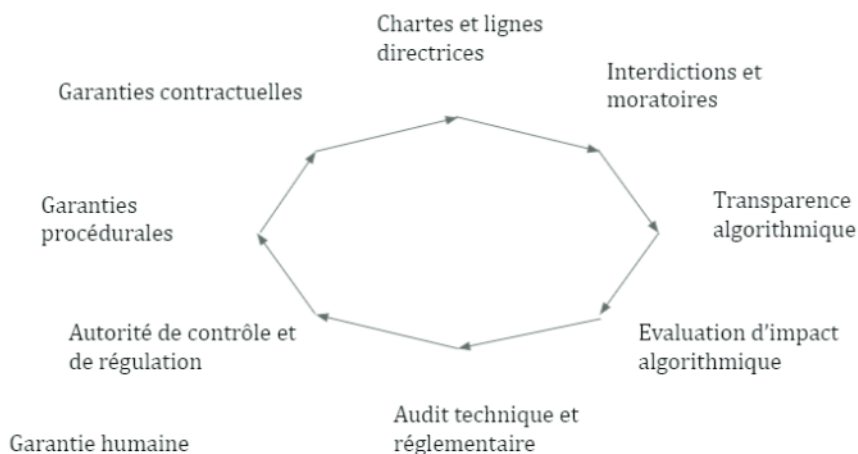 Chartes et lignes
directrices
Interdictions et
moratoires
Garanties contractuelles
Transparence
algorithmique
Garanties
procédurales
Autorité de contrôle et
de régulation
Evaluation d'impact
algorithmique
Audit technique et
réglementaire
Garantie humaine